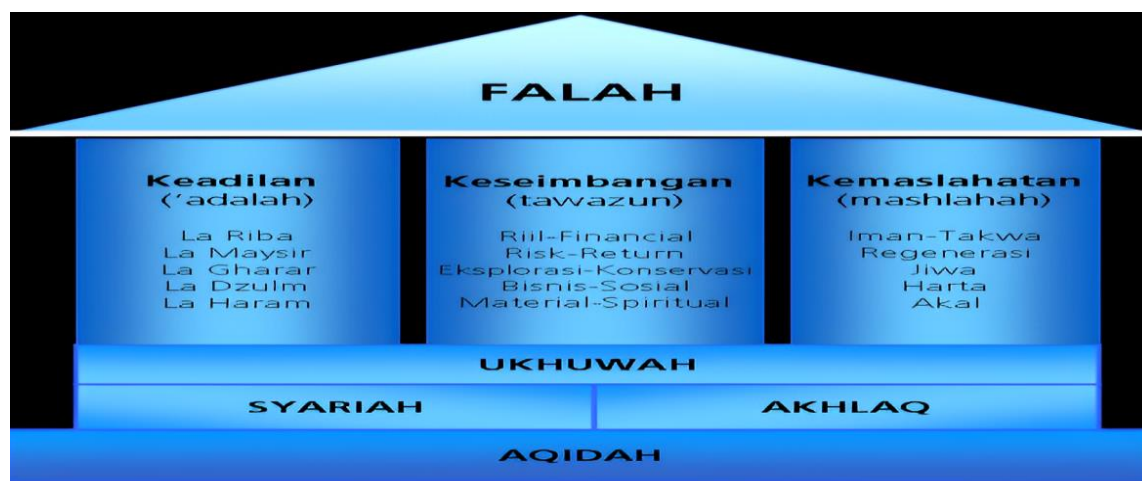 FALAH
Keadilan
('adalah)
La Riba
La Maysir
La Gharar
La Dzulm
La Haram
Keseimbangan
(tawazun)
Riil-Financial
Risk-Return
Eksplorasi-Konservasi
Bisnis-Sosial
Material-Spiritual
Kemaslahatan
(mashlahah)
Iman-Takwa
Regenerasi
Jiwa
Harta
Akal
UKHUWAH
SYARIAH
AKHLAQ
AQIDAH